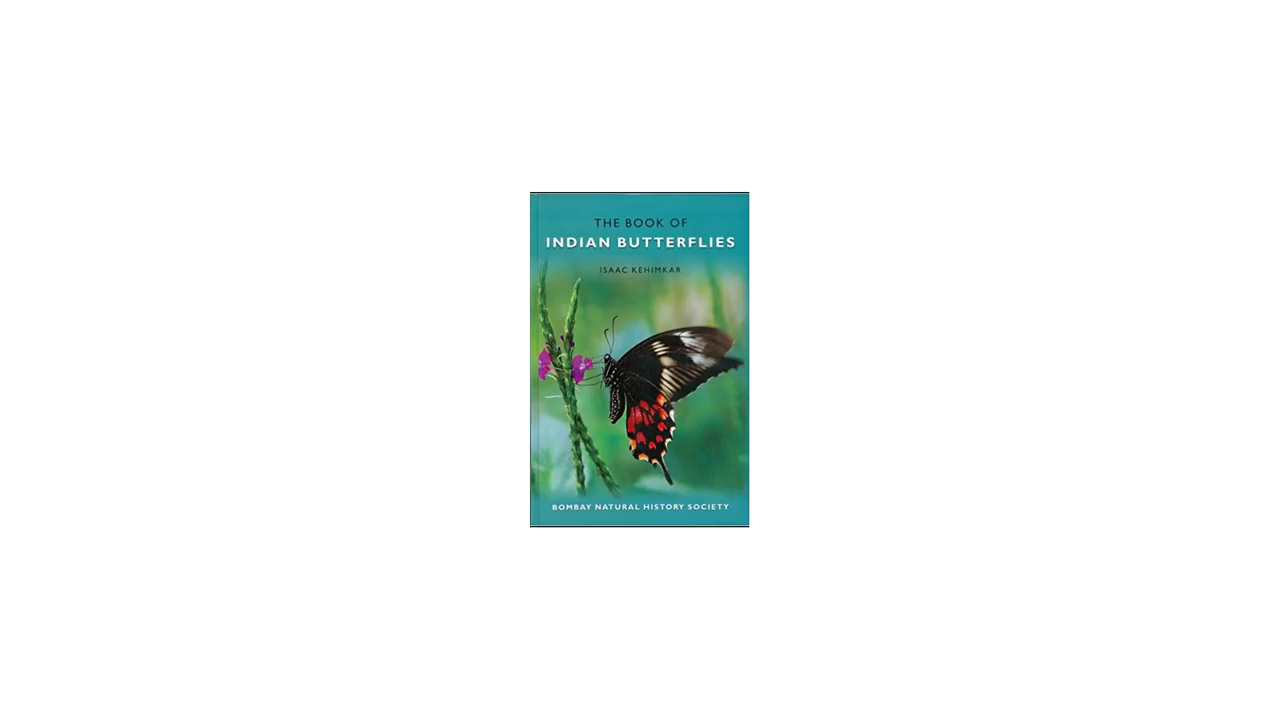 THE BOOK OF
INDIAN BUTTERFLIES
ISAAC KEHIMKAR
BOMBAY NATURAL HISTORY SOCIETY